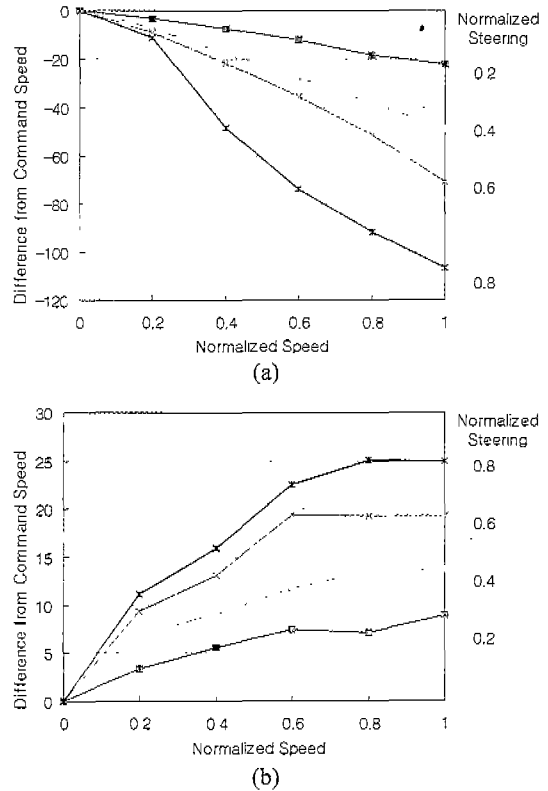 Normalized
Steering
0
-20
-40
-60
-80
-100
-120
0.2
0.4
0.6
0.8
0 0.2 0.4 0.6 0.8 1
Difference from Command Speed
Normalized Speed
(a)
Normalized
Steering
30
25
20
15
10
5
0
0.8
0.6
0.4
0.2
0 0.2 0.4 0.6 0.8 1
Difference from Command Speed
Normalized Speed
(b)